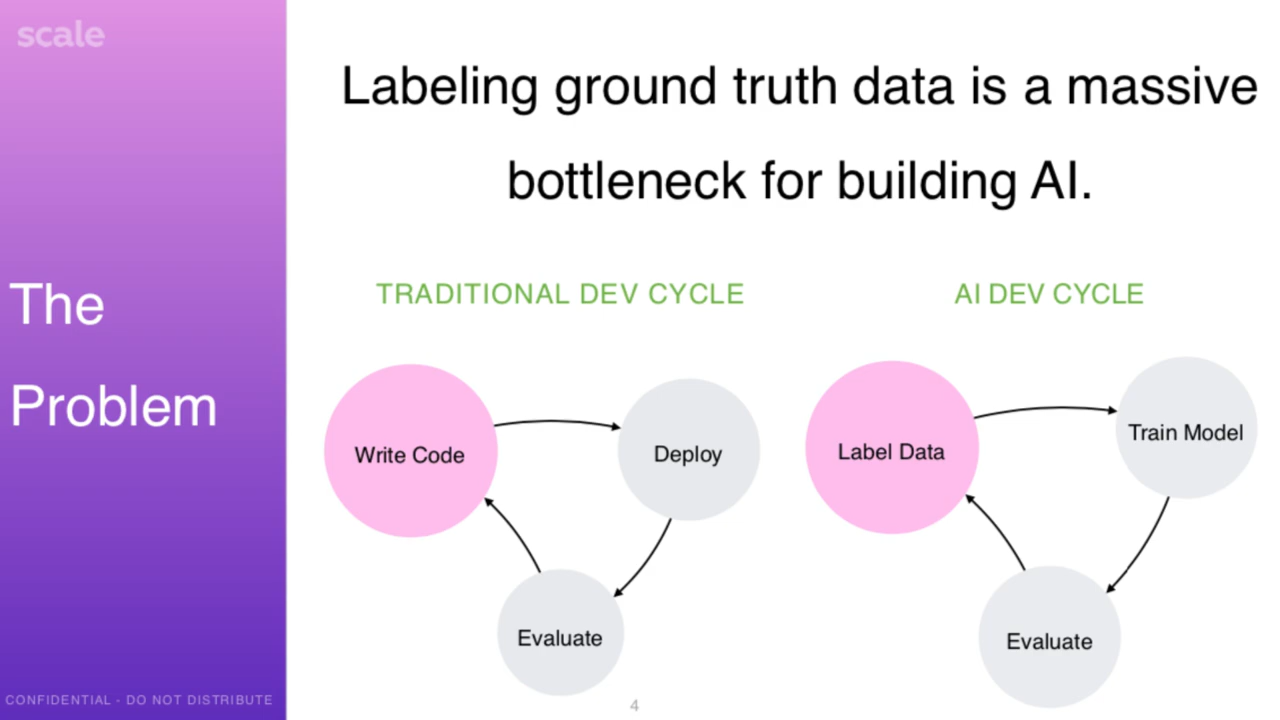 scale
Labeling ground truth data is a massive
bottleneck for building AI.
The
Problem
TRADITIONAL DEV CYCLE
Write Code
Deploy
Evaluate
AI DEV CYCLE
Label Data
Train Model
Evaluate
CONFIDENTIAL - DO NOT DISTRIBUTE
4